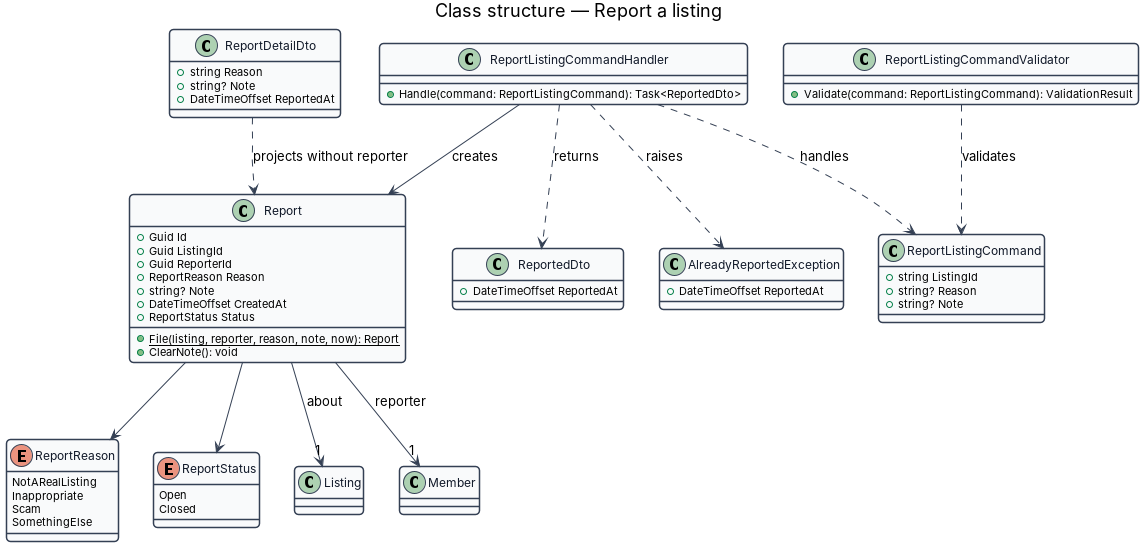 Class structure — Report a listing
C ReportDetailDto
string Reason
string? Note
DateTimeOffset ReportedAt
C ReportListingCommandHandler
Handle(command: ReportListingCommand): Task<ReportedDto>
C ReportListingCommandValidator
Validate(command: ReportListingCommand): ValidationResult
projects without reporter
creates
returns
raises
handles
validates
C Report
Guid Id
Guid ListingId
Guid ReporterId
ReportReason Reason
string? Note
DateTimeOffset CreatedAt
ReportStatus Status
File(listing, reporter, reason, note, now): Report
ClearNote(): void
C ReportedDto
DateTimeOffset ReportedAt
C AlreadyReportedException
DateTimeOffset ReportedAt
C ReportListingCommand
string ListingId
string? Reason
string? Note
about
reporter
1
1
E ReportReason
NotARealListing
Inappropriate
Scam
SomethingElse
E ReportStatus
Open
Closed
C Listing
C Member